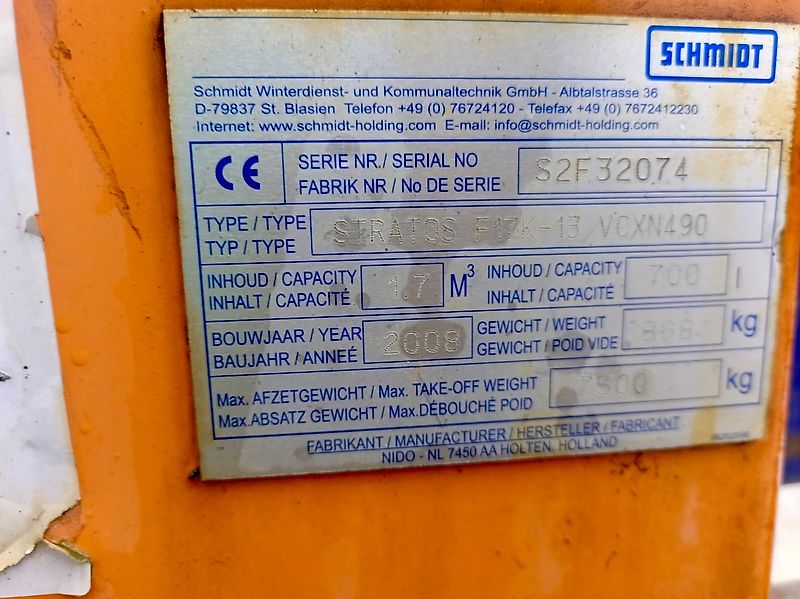 SCHMIDT
Schmidt Winterdienst- und Kommunaltechnik GmbH - Albtalstrasse 36
D-79837 St. Blasien Telefon +49 (0) 76724120 - Telefax +49 (0) 7672412230
Internet: www.schmidt-holding.com E-mail: info@schmidt-holding.com
CE SERIE NR./ SERIAL NO S2F32074
FABRIK NR / No DE SERIE
TYPE / TYPE STRATOS F17K-13 VCXN490
TYP / TYPE
INHOUD / CAPACITY 1.7 M3 INHOUD / CAPACITY 700 l
INHALT / CAPACITÉ INHALT / CAPACITÉ
BOUWJAAR / YEAR 2008 GEWICHT / WEIGHT 868 kg
BAUJAHR / ANNEÉ GEWICHT / POID VIDE
Max. AFZETGEWICHT / Max. TAKE-OFF WEIGHT 7500 kg
Max.ABSATZ GEWICHT / Max.DÉBOUCHÉ POID
FABRIKANT / MANUFACTURER / HERSTELLER / FABRICANT
NIDO - NL 7450 AA HOLTEN, HOLLAND